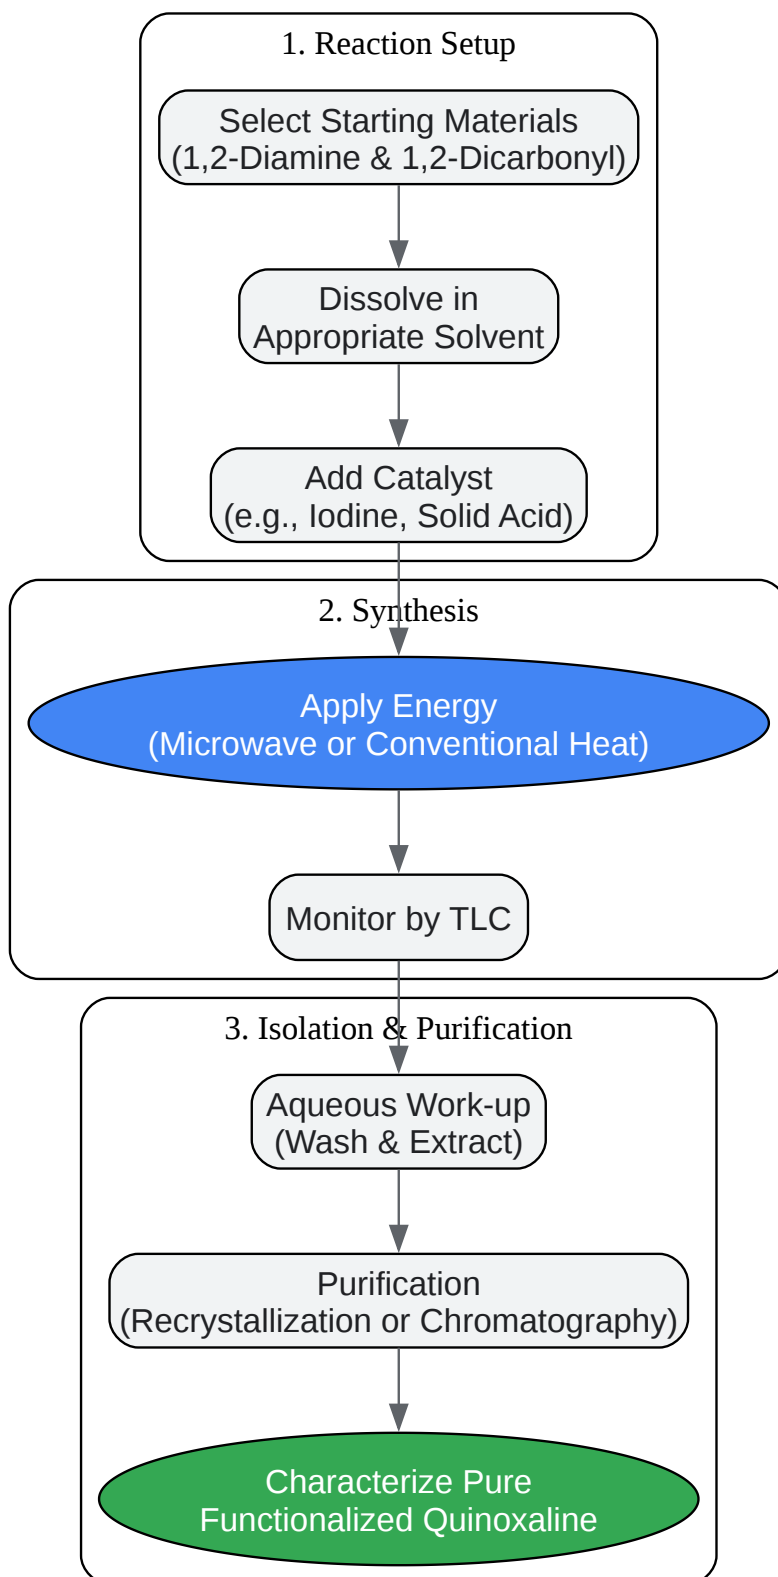 1. Reaction Setup
Select Starting Materials
(1,2-Diamine & 1,2-Dicarbonyl)
Dissolve in
Appropriate Solvent
Add Catalyst
(e.g., Iodine, Solid Acid)
2. Synthesis
Apply Energy
(Microwave or Conventional Heat)
Monitor by TLC
3. Isolation & Purification
Aqueous Work-up
(Wash & Extract)
Purification
(Recrystallization or Chromatography)
Characterize Pure
Functionalized Quinoxaline